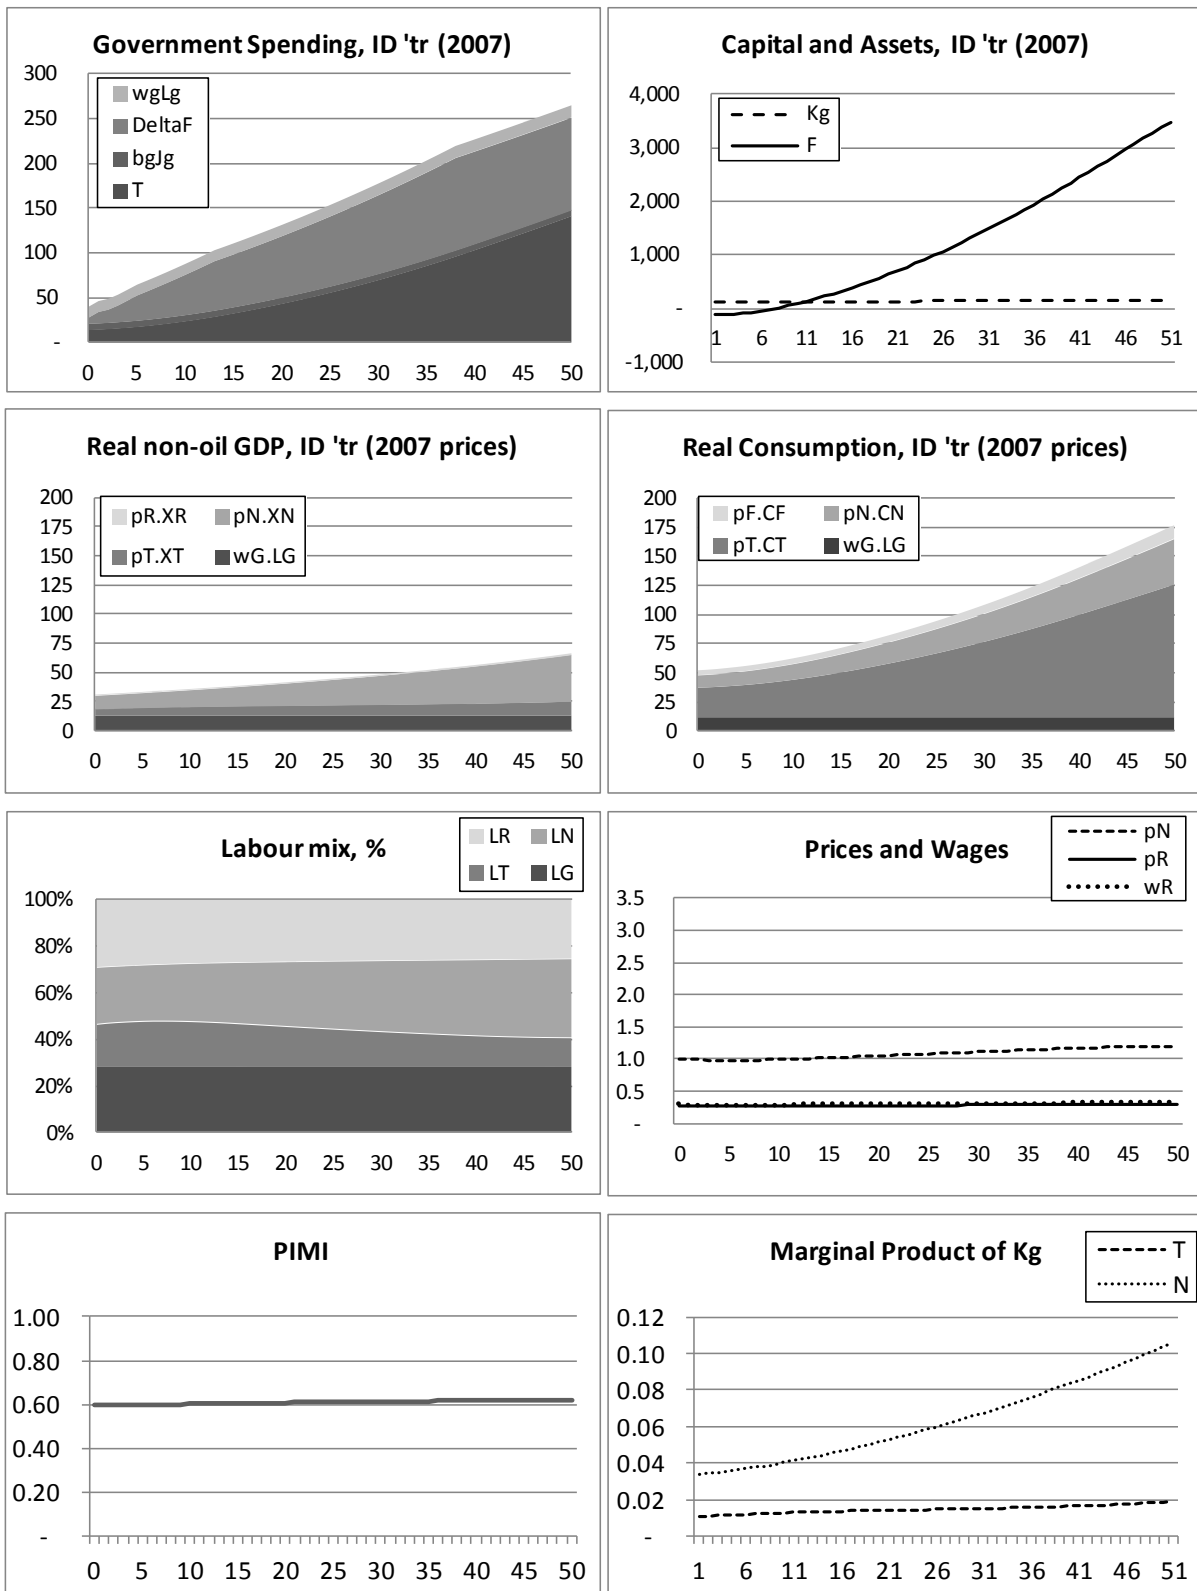 Government Spending, ID 'tr (2007)
300
250
200
150
100
50
-
wgLg
DeltaF
bgJg
T
0 5 10 15 20 25 30 35 40 45 50
Capital and Assets, ID 'tr (2007)
4,000
3,000
2,000
1,000
-
-1,000
Kg
F
1 6 11 16 21 26 31 36 41 46 51
Real non-oil GDP, ID 'tr (2007 prices)
200
175
150
125
100
75
50
25
0
pR.XR pN.XN
pT.XT wG.LG
0 5 10 15 20 25 30 35 40 45 50
Real Consumption, ID 'tr (2007 prices)
200
175
150
125
100
75
50
25
0
pF.CF pN.CN
pT.CT wG.LG
0 5 10 15 20 25 30 35 40 45 50
Labour mix, %
LR LN
LT LG
100%
80%
60%
40%
20%
0%
0 5 10 15 20 25 30 35 40 45 50
Prices and Wages
pN
pR
wR
3.5
3.0
2.5
2.0
1.5
1.0
0.5
-
0 5 10 15 20 25 30 35 40 45 50
PIMI
1.00
0.80
0.60
0.40
0.20
-
0 5 10 15 20 25 30 35 40 45 50
Marginal Product of Kg
T
N
0.12
0.10
0.08
0.06
0.04
0.02
-
1 6 11 16 21 26 31 36 41 46 51